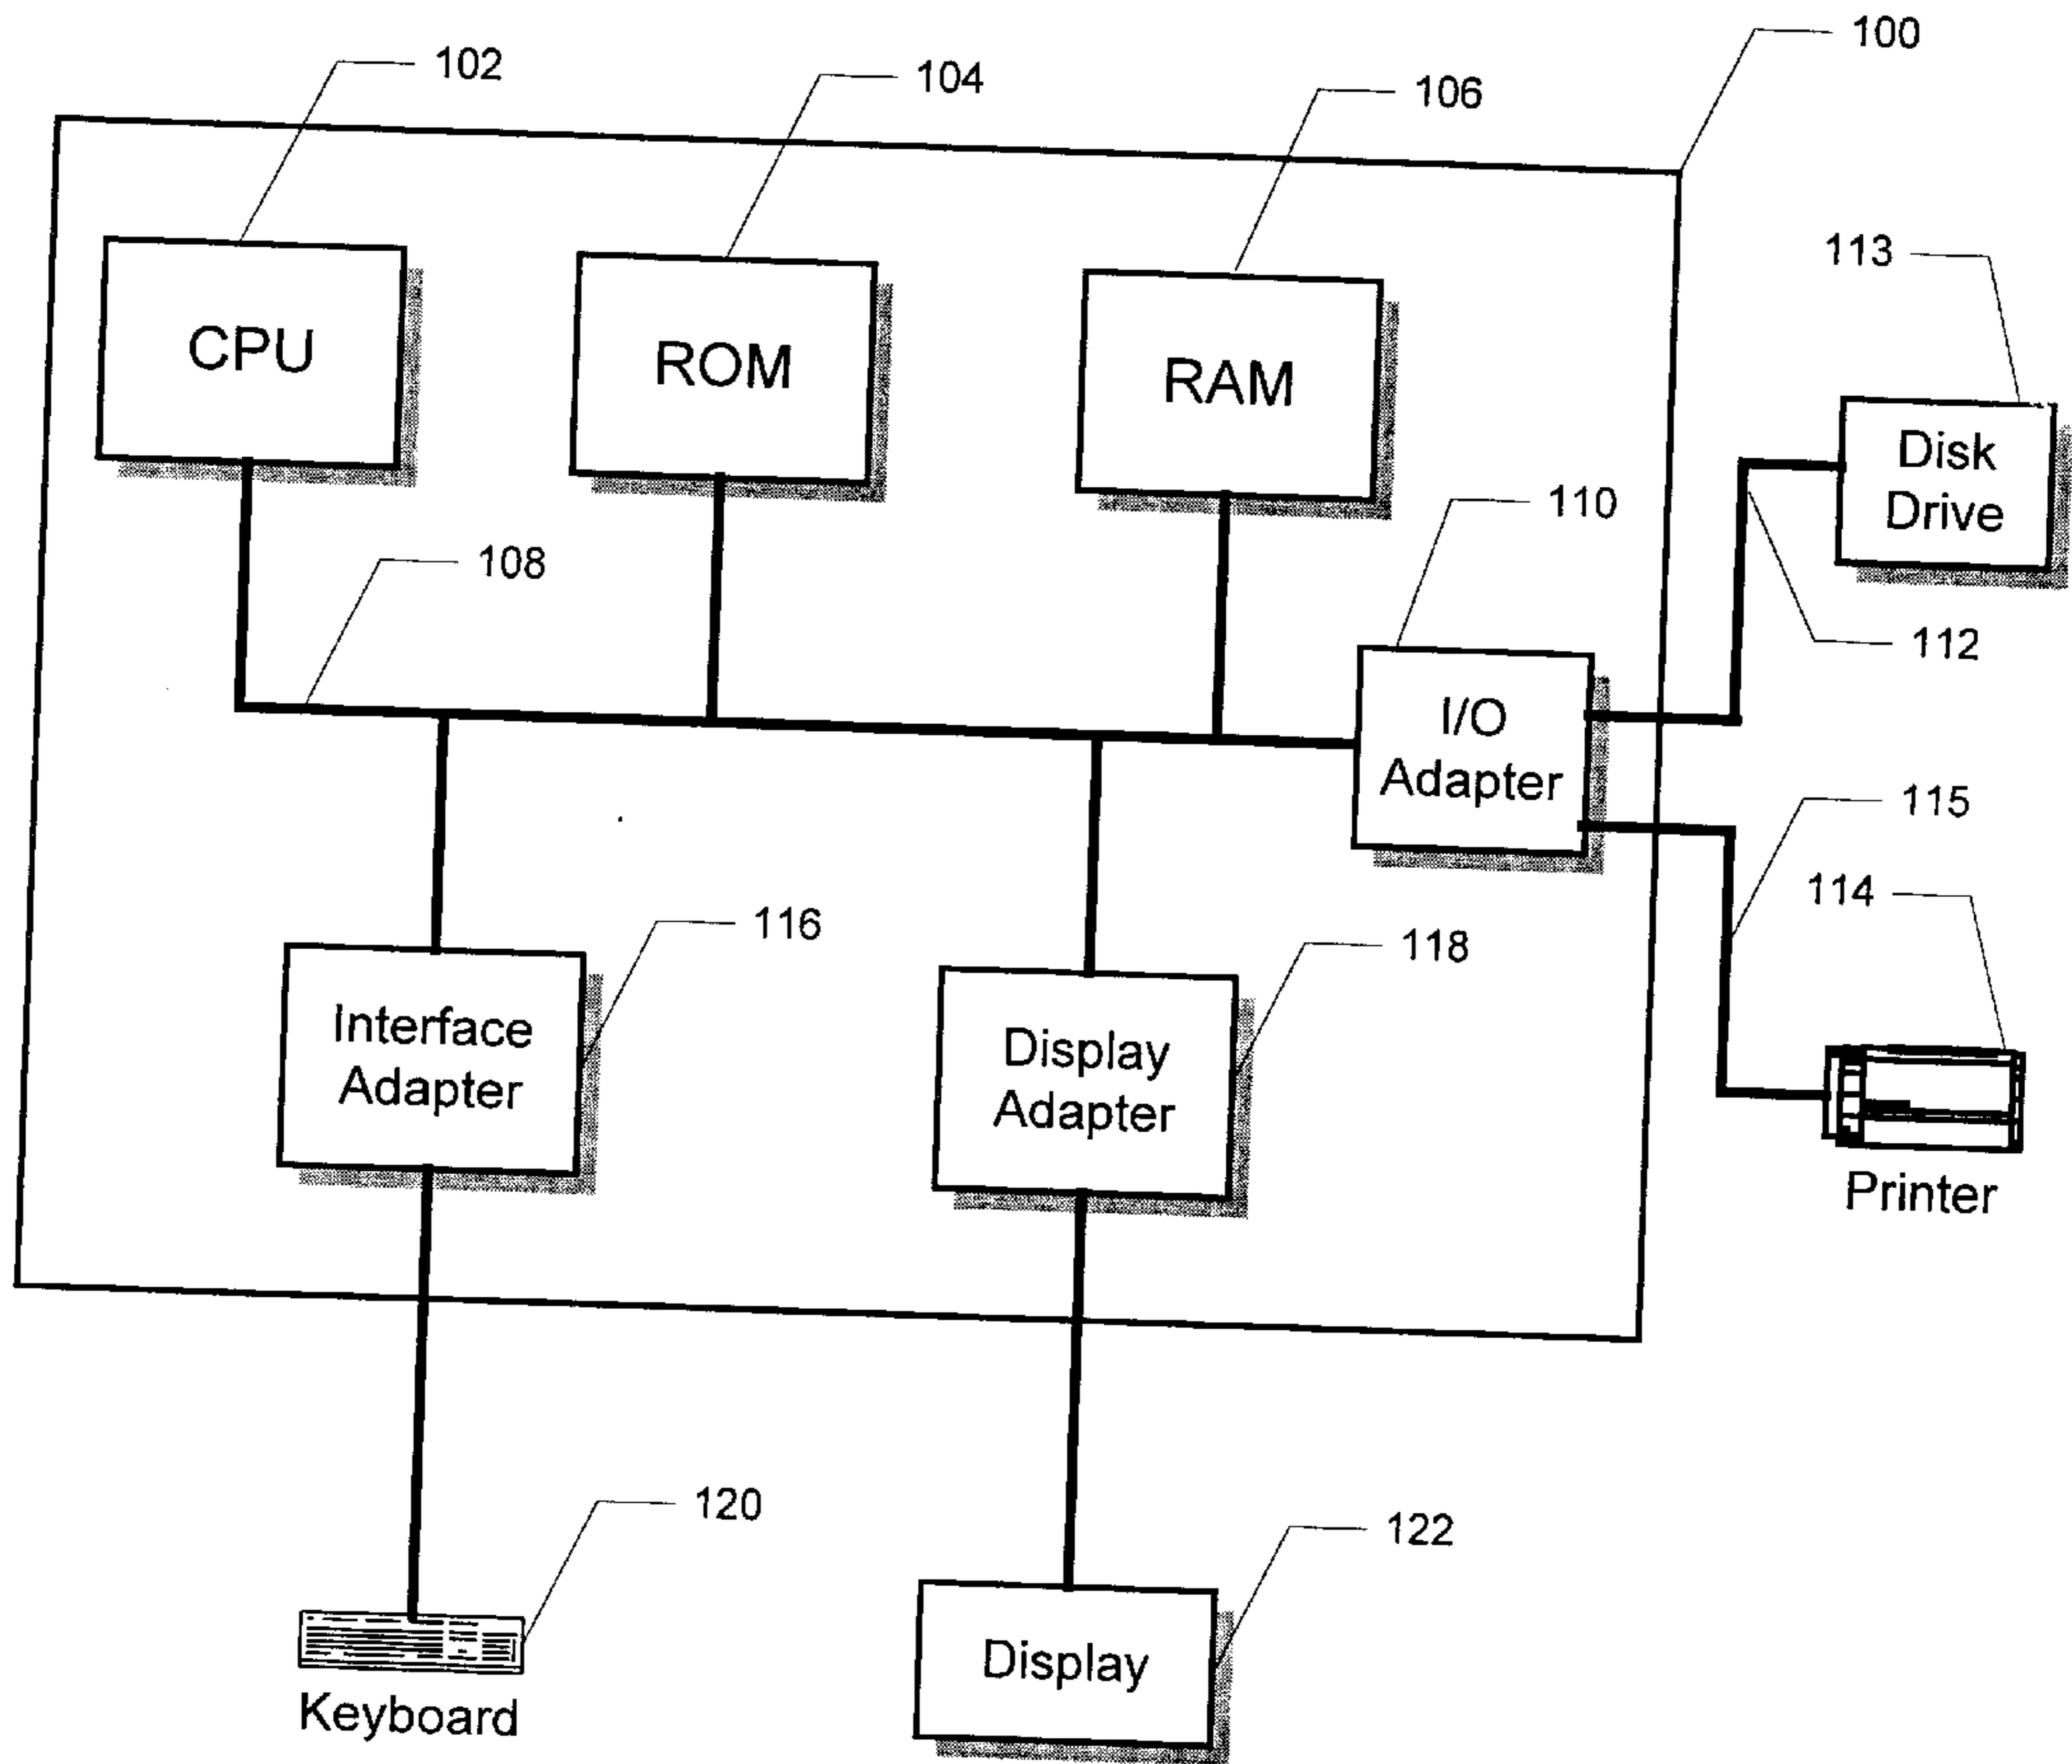 100
102
104
106
113
CPU
ROM
RAM
Disk
Drive
110
108
112
I/O
Adapter
115
114
116
118
Interface
Adapter
Display
Adapter
Printer
120
122
Display
Keyboard